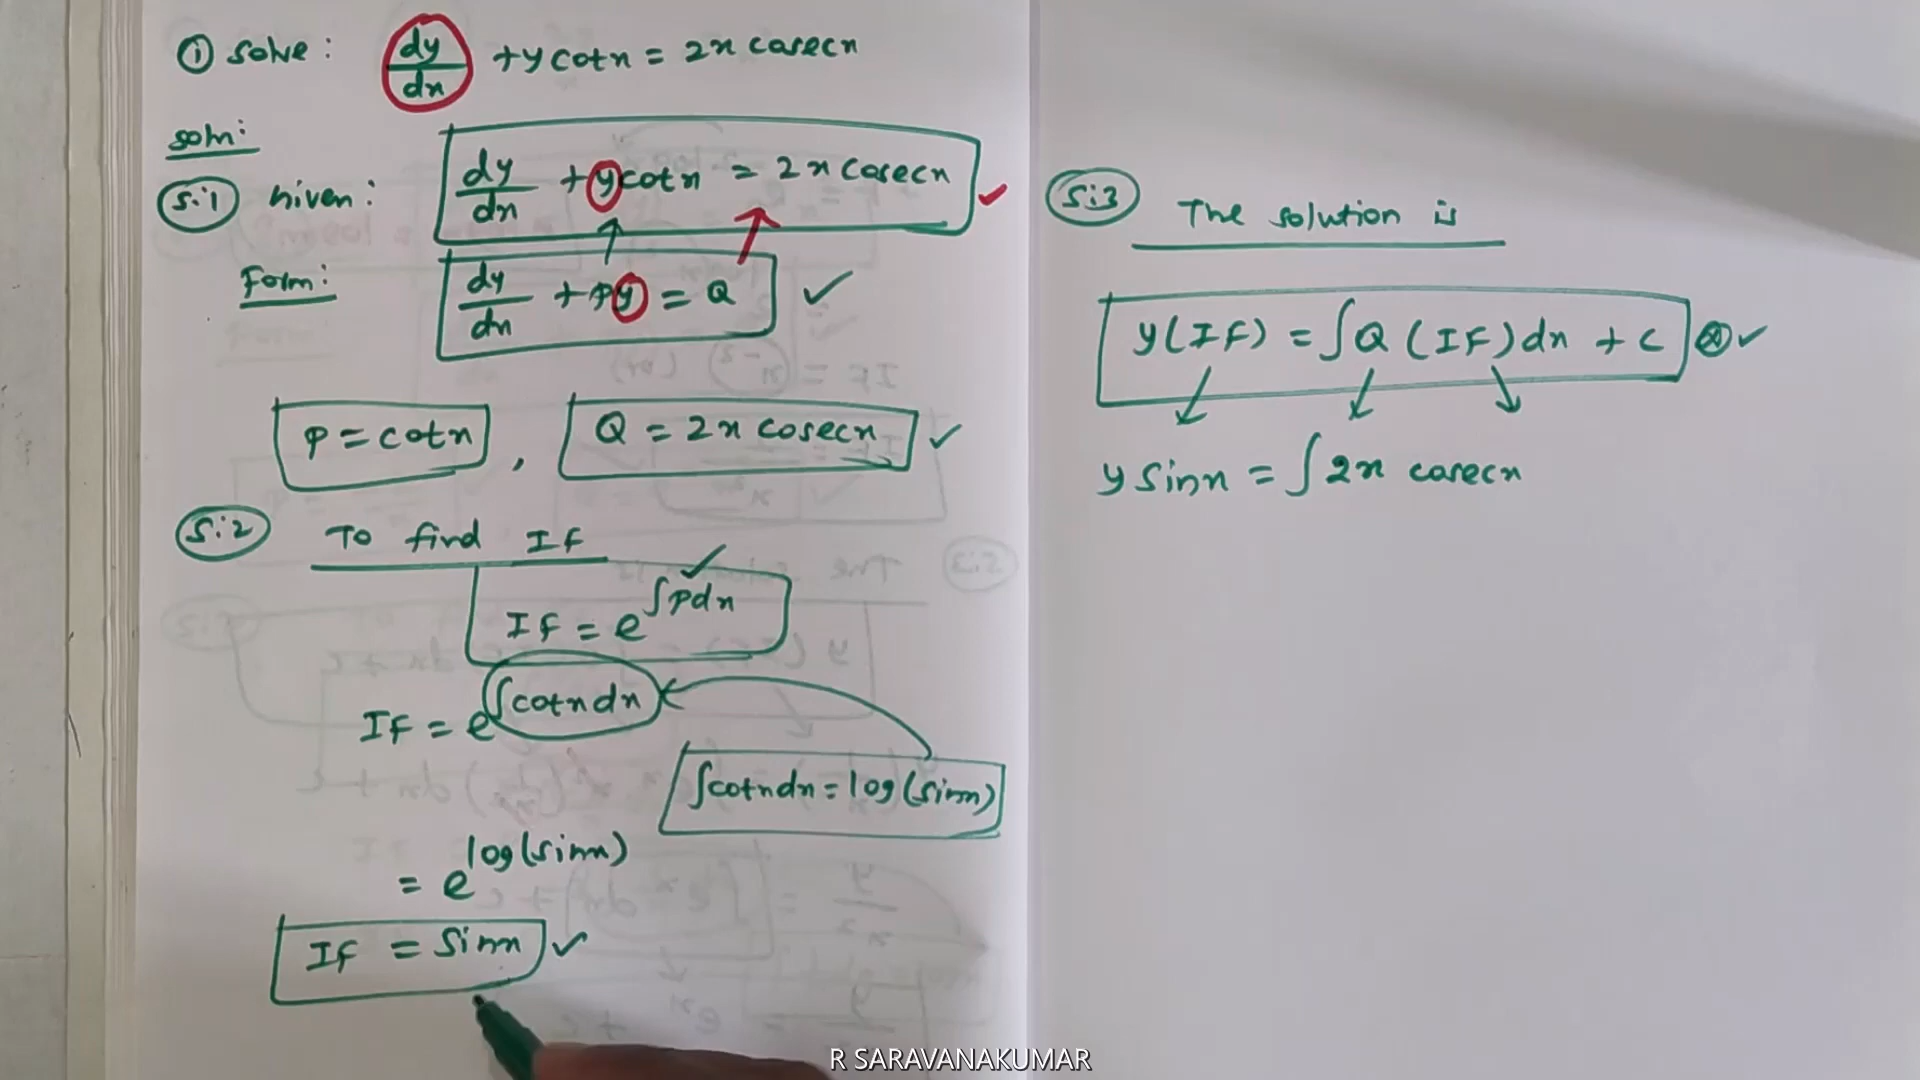 ① Solve: dy/dx + y cotx = 2x cosecx
soln:
S:1 Given: dy/dx + y cotx = 2x cosecx ✓
Form: dy/dx + Py = Q ✓
P = cotx , Q = 2x cosecx ✓
S:2 To find IF
IF = e^∫Pdx ✓
IF = e^∫cotxdx
∫cotxdx = log(sinx)
= e^log(sinx)
IF = Sinx ✓
S:3 The solution is
y(IF) = ∫Q (IF)dx + c ⊗ ✓
y Sinx = ∫2x cosecx
R SARAVANAKUMAR